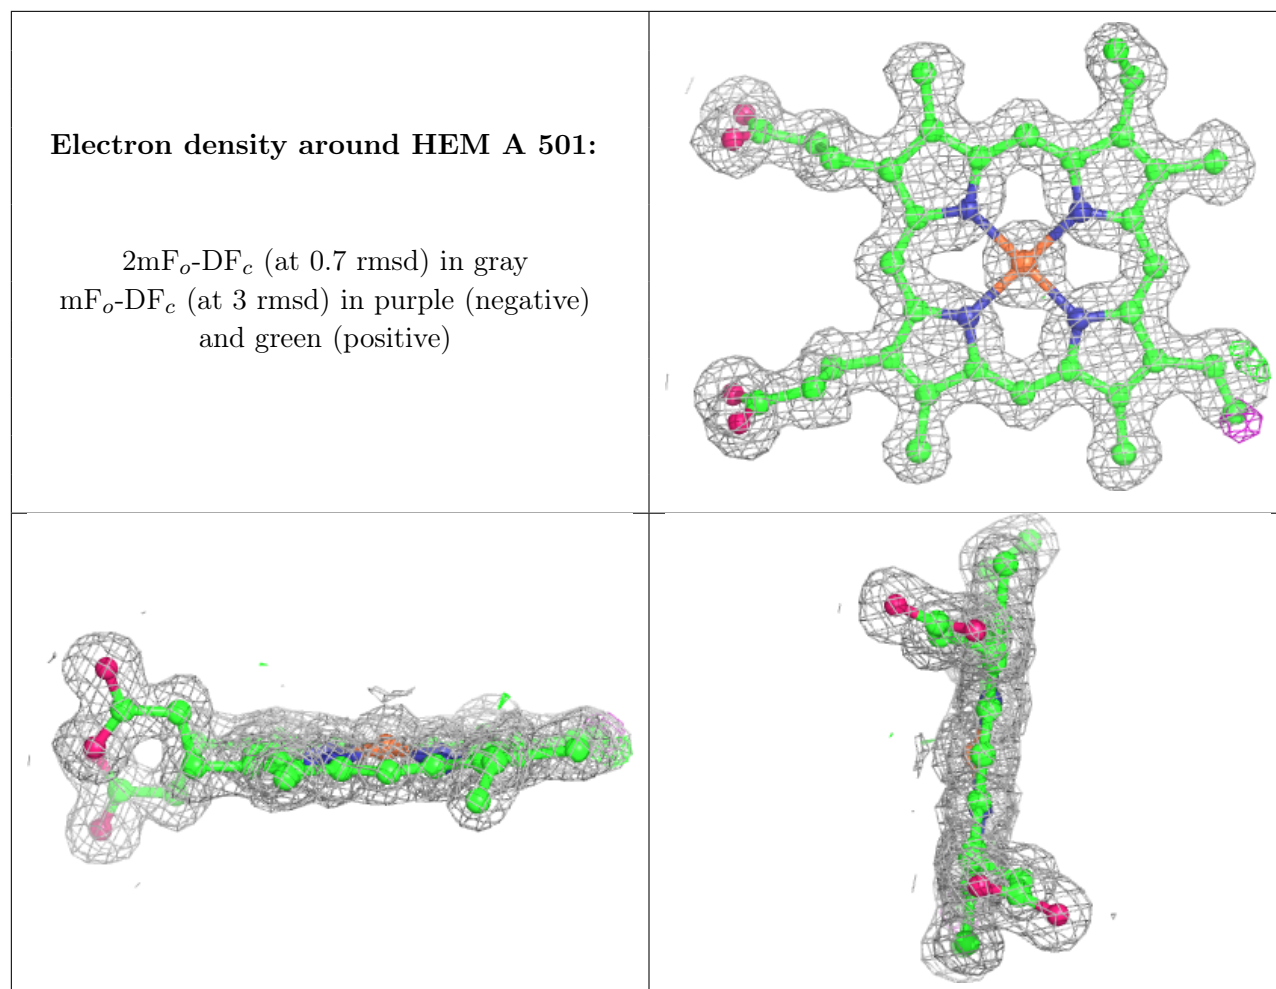 Electron density around HEM A 501:
2mFo-DFc (at 0.7 rmsd) in gray
mFo-DFc (at 3 rmsd) in purple (negative)
and green (positive)